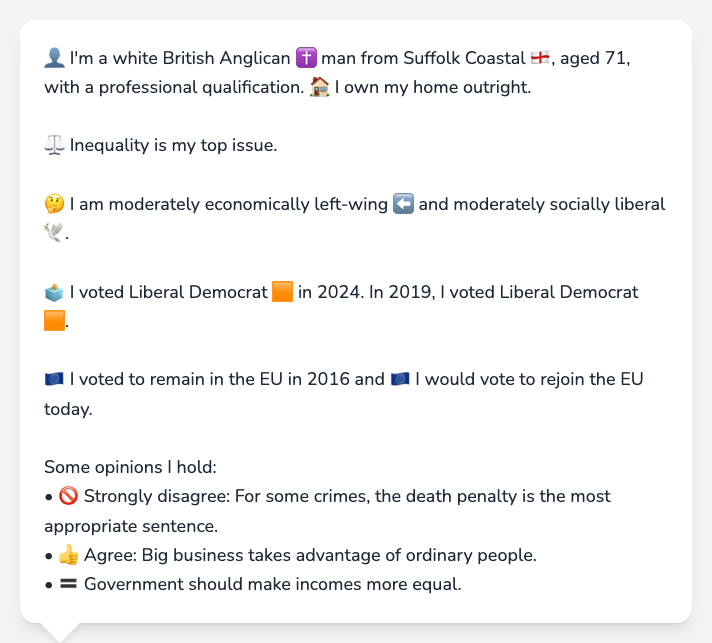 👤 I'm a white British Anglican ✝️ man from Suffolk Coastal 🏴󠁧󠁢󠁥󠁮󠁧󠁿, aged 71,
with a professional qualification. 🏠 I own my home outright.
⚖️ Inequality is my top issue.
🤔 I am moderately economically left-wing ⬅️ and moderately socially liberal
🕊️.
🗳️ I voted Liberal Democrat 🟧 in 2024. In 2019, I voted Liberal Democrat
🟧.
🇪🇺 I voted to remain in the EU in 2016 and 🇪🇺 I would vote to rejoin the EU
today.
Some opinions I hold:
• 🚫 Strongly disagree: For some crimes, the death penalty is the most
appropriate sentence.
• 👍 Agree: Big business takes advantage of ordinary people.
• 🟰 Government should make incomes more equal.